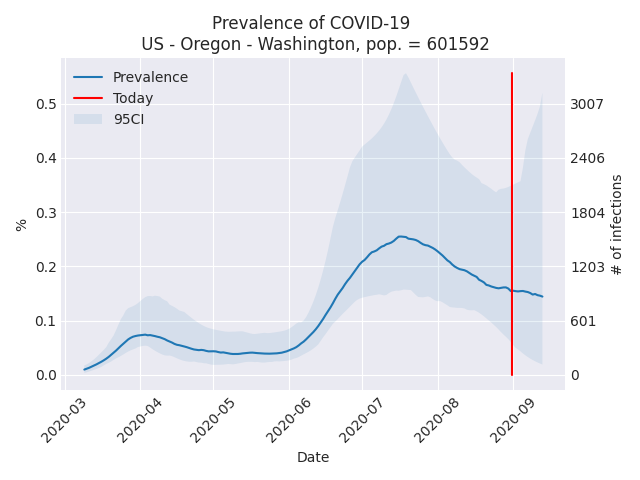 Prevalence of COVID-19
US - Oregon - Washington, pop. = 601592
Prevalence
Today
95CI
0.5
0.4
0.3
0.2
0.1
0.0
%
3007
2406
1804
1203
601
0
# of infections
2020-03
2020-04
2020-05
2020-06
2020-07
2020-08
2020-09
Date